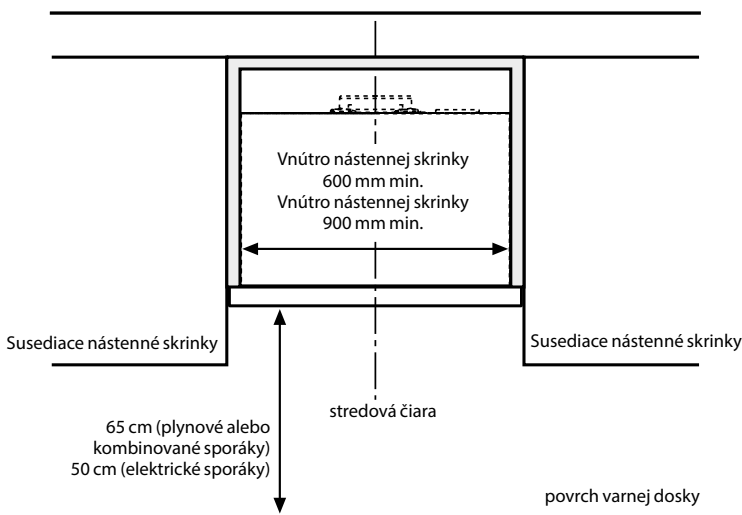 Vnútro nástennej skrinky
600 mm min.
Vnútro nástennej skrinky
900 mm min.
Susediace nástenné skrinky
Susediace nástenné skrinky
stredová čiara
65 cm (plynové alebo
kombinované sporáky)
50 cm (elektrické sporáky)
povrch varnej dosky